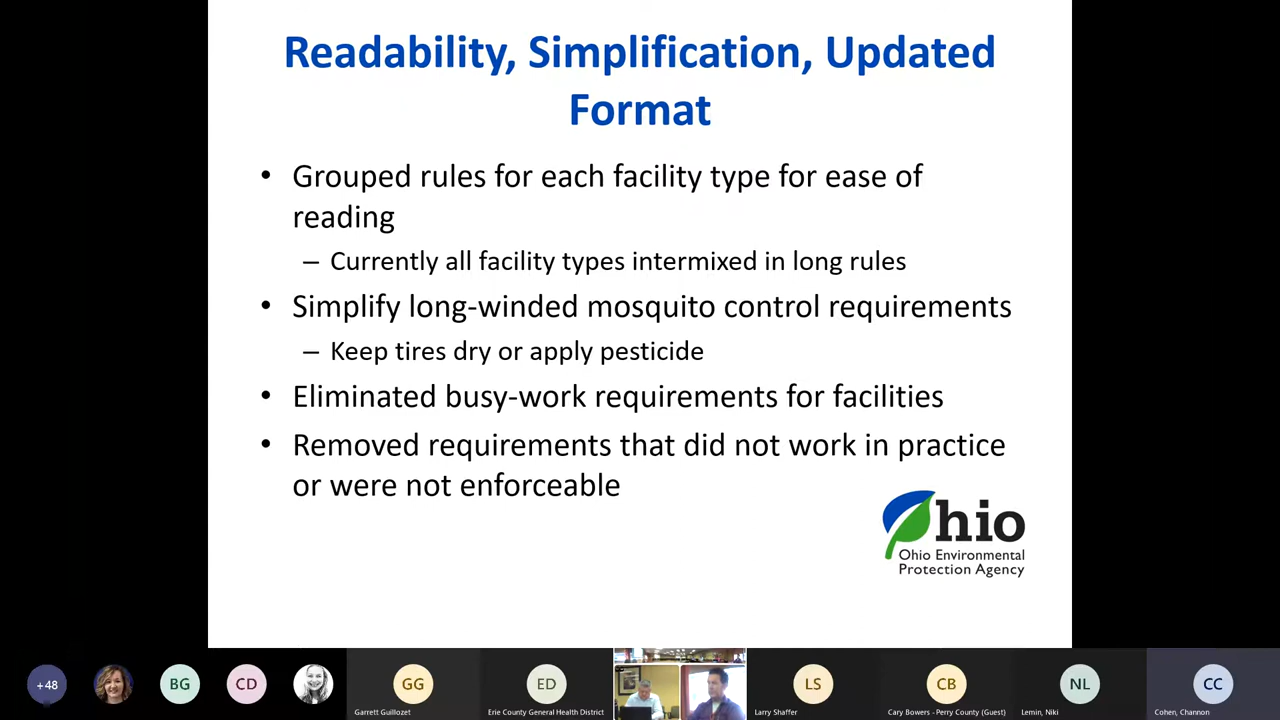 Readability, Simplification, Updated
Format
• Grouped rules for each facility type for ease of
reading
– Currently all facility types intermixed in long rules
• Simplify long-winded mosquito control requirements
– Keep tires dry or apply pesticide
• Eliminated busy-work requirements for facilities
• Removed requirements that did not work in practice
or were not enforceable
Ohio
Ohio Environmental
Protection Agency
+48
BG
CD
GG
ED
LS
CB
NL
CC
Garrett Guillozet
Erie County General Health District
Larry Shaffer
Cary Bowers - Perry County (Guest)
Lemin, Niki
Cohen, Channon